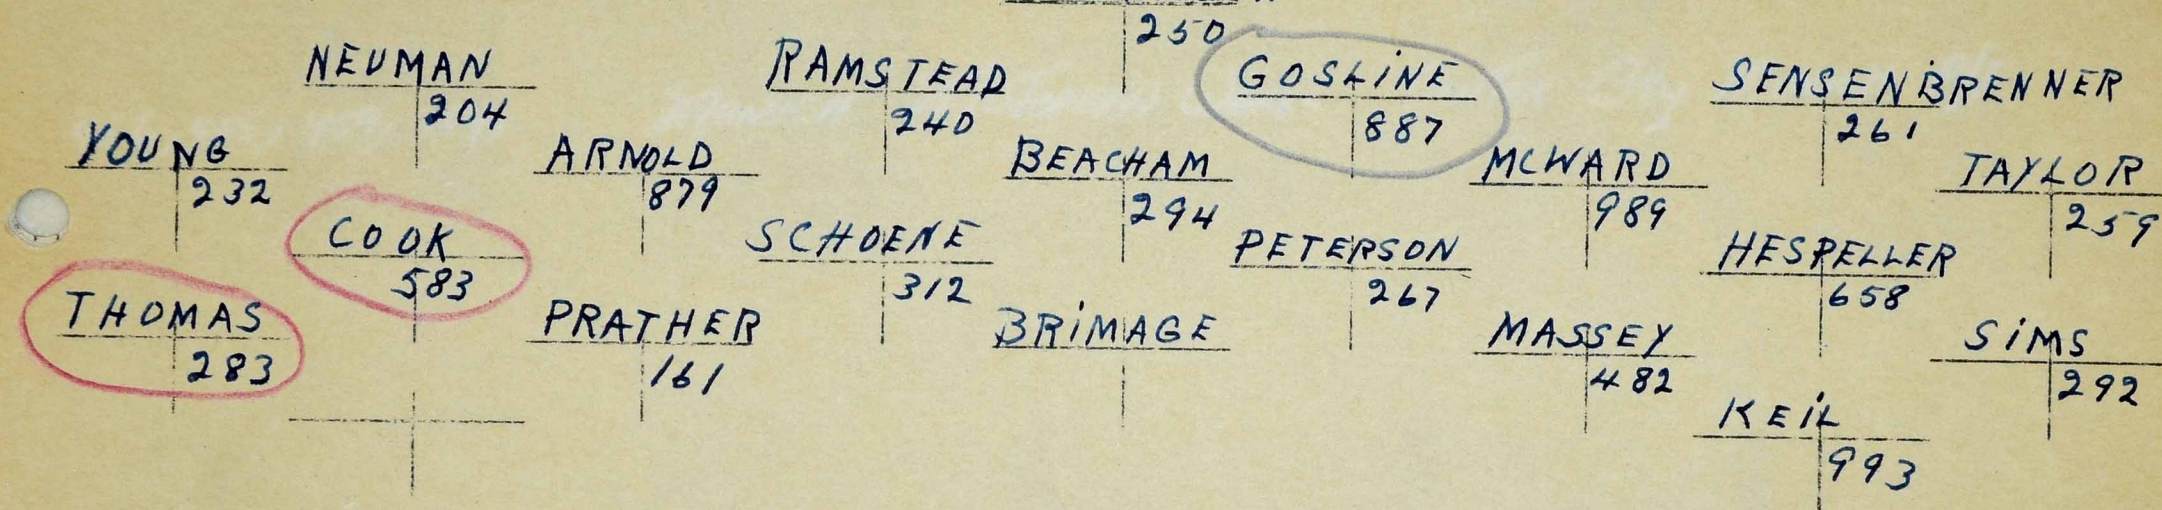 250
NEUMAN
204
RAMSTEAD
240
GOSLINE
887
SENSENBRENNER
261
YOUNG
232
ARNOLD
879
BEACHAM
294
MCWARD
989
TAYLOR
259
COOK
583
SCHOENE
312
PETERSON
267
HESPELLER
658
THOMAS
283
PRATHER
161
BRIMAGE
MASSEY
482
SIMS
292
KEIL
993